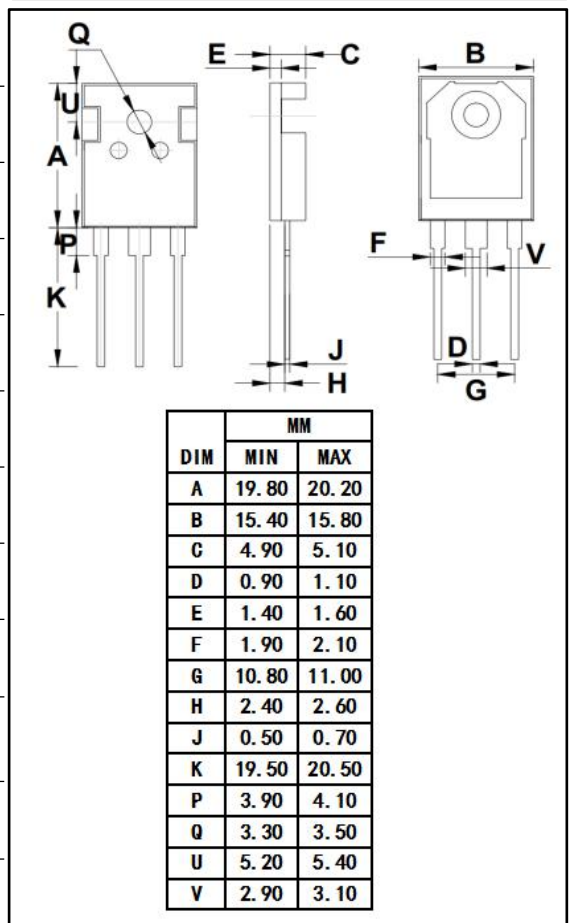 Q
E C B
U
A
P
F V
K
J D
H G
MM
DIM MIN MAX
A 19.80 20.20
B 15.40 15.80
C 4.90 5.10
D 0.90 1.10
E 1.40 1.60
F 1.90 2.10
G 10.80 11.00
H 2.40 2.60
J 0.50 0.70
K 19.50 20.50
P 3.90 4.10
Q 3.30 3.50
U 5.20 5.40
V 2.90 3.10